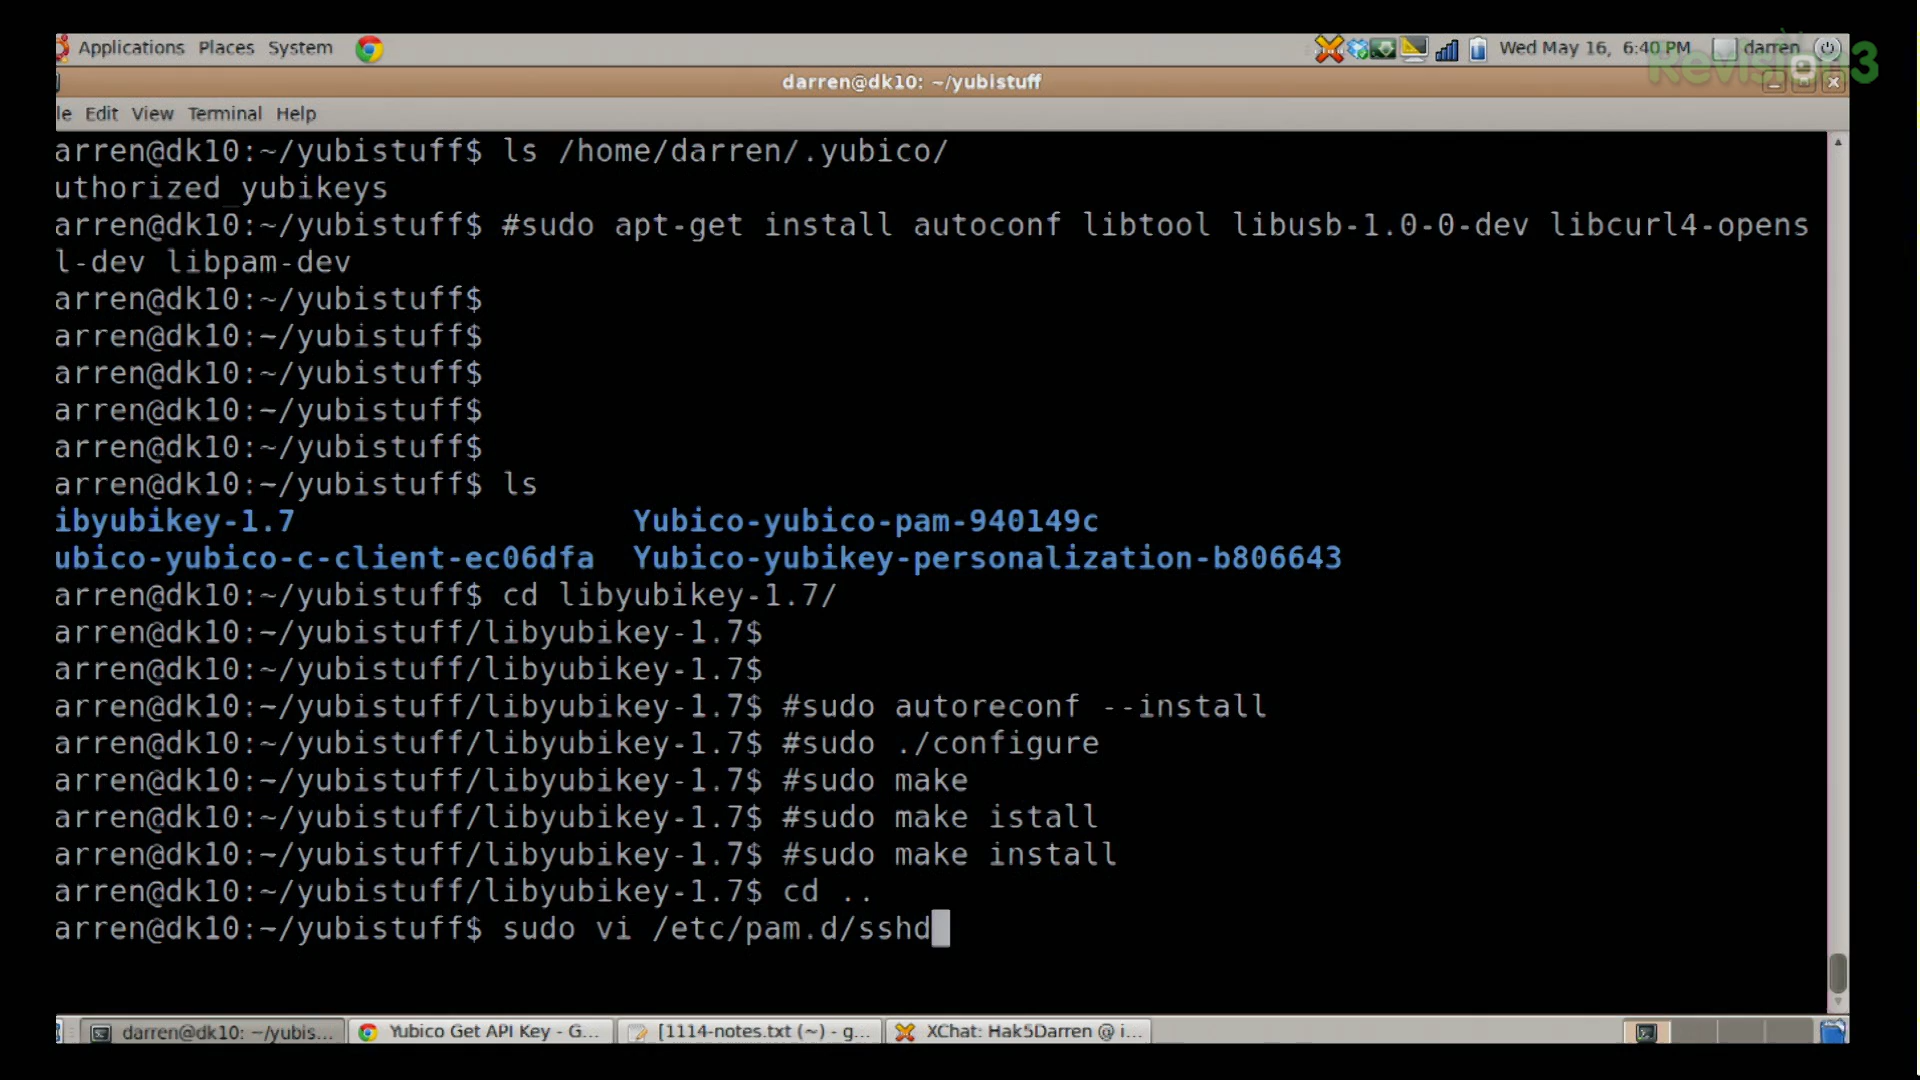 Applications Places System
Wed May 16, 6:40 PM darren
Revision3
darren@dk10: ~/yubistuff
le Edit View Terminal Help
arren@dk10:~/yubistuff$ ls /home/darren/.yubico/
uthorized_yubikeys
arren@dk10:~/yubistuff$ #sudo apt-get install autoconf libtool libusb-1.0-0-dev libcurl4-opens
l-dev libpam-dev
arren@dk10:~/yubistuff$
arren@dk10:~/yubistuff$
arren@dk10:~/yubistuff$
arren@dk10:~/yubistuff$
arren@dk10:~/yubistuff$
arren@dk10:~/yubistuff$ ls
ibyubikey-1.7 Yubico-yubico-pam-940149c
ubico-yubico-c-client-ec06dfa Yubico-yubikey-personalization-b806643
arren@dk10:~/yubistuff$ cd libyubikey-1.7/
arren@dk10:~/yubistuff/libyubikey-1.7$
arren@dk10:~/yubistuff/libyubikey-1.7$
arren@dk10:~/yubistuff/libyubikey-1.7$ #sudo autoreconf --install
arren@dk10:~/yubistuff/libyubikey-1.7$ #sudo ./configure
arren@dk10:~/yubistuff/libyubikey-1.7$ #sudo make
arren@dk10:~/yubistuff/libyubikey-1.7$ #sudo make istall
arren@dk10:~/yubistuff/libyubikey-1.7$ #sudo make install
arren@dk10:~/yubistuff/libyubikey-1.7$ cd ..
arren@dk10:~/yubistuff$ sudo vi /etc/pam.d/sshd
darren@dk10: ~/yubis... Yubico Get API Key - G... [1114-notes.txt (~) - g... XChat: Hak5Darren @ i...